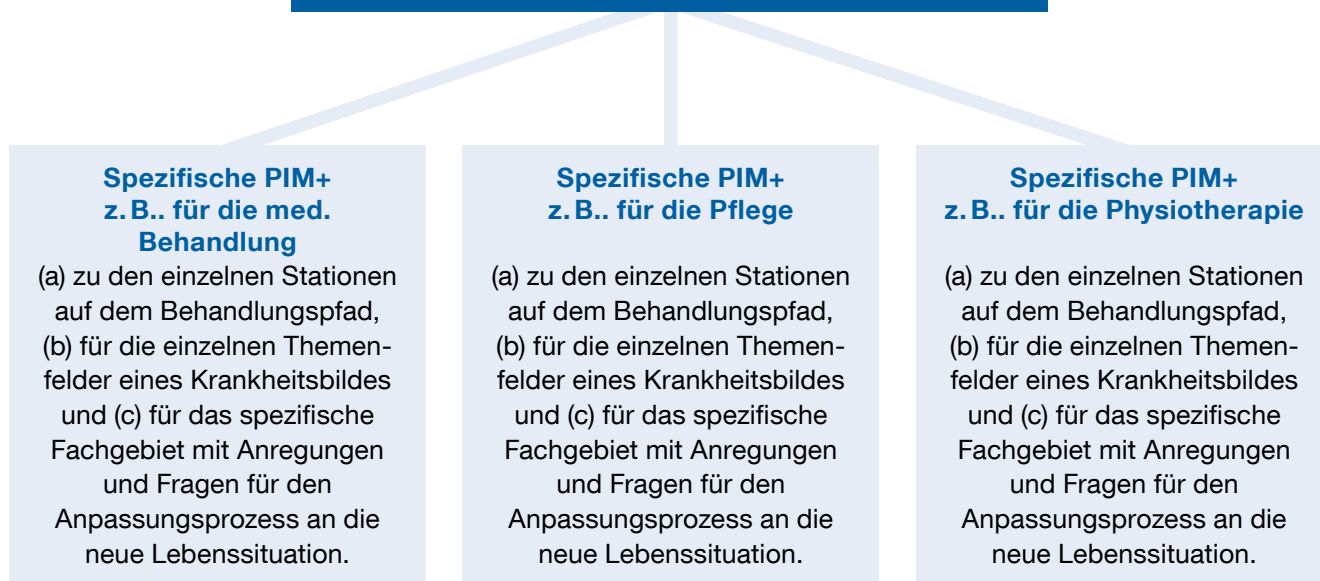 Spezifische PIM+
z. B.. für die med.
Behandlung
(a) zu den einzelnen Stationen
auf dem Behandlungspfad,
(b) für die einzelnen Themen-
felder eines Krankheitsbildes
und (c) für das spezifische
Fachgebiet mit Anregungen
und Fragen für den
Anpassungsprozess an die
neue Lebenssituation.
Spezifische PIM+
z. B.. für die Pflege
(a) zu den einzelnen Stationen
auf dem Behandlungspfad,
(b) für die einzelnen Themen-
felder eines Krankheitsbildes
und (c) für das spezifische
Fachgebiet mit Anregungen
und Fragen für den
Anpassungsprozess an die
neue Lebenssituation.
Spezifische PIM+
z. B.. für die Physiotherapie
(a) zu den einzelnen Stationen
auf dem Behandlungspfad,
(b) für die einzelnen Themen-
felder eines Krankheitsbildes
und (c) für das spezifische
Fachgebiet mit Anregungen
und Fragen für den
Anpassungsprozess an die
neue Lebenssituation.